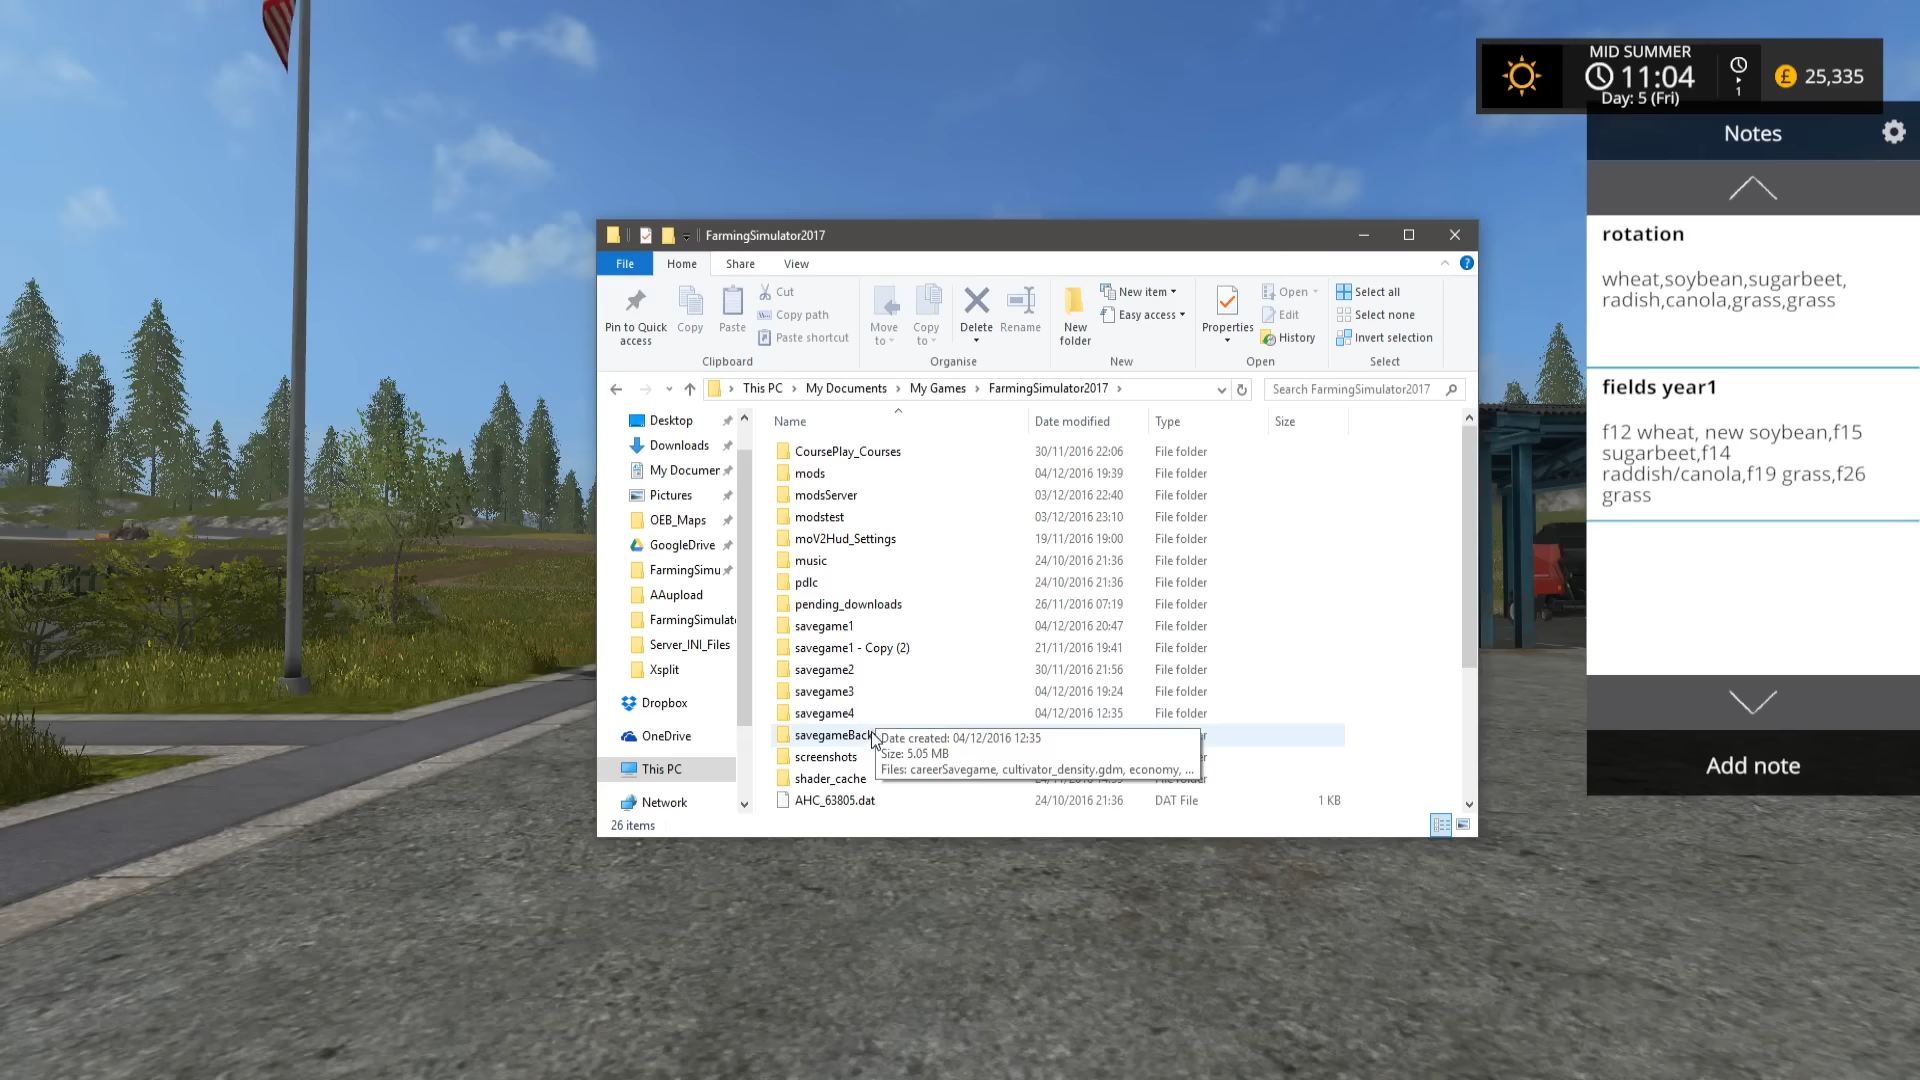 MID SUMMER
11:04
Day: 5 (Fri)
1
£ 25,335
Notes
rotation
wheat,soybean,sugarbeet,
radish,canola,grass,grass
fields year1
f12 wheat, new soybean,f15
sugarbeet,f14
raddish/canola,f19 grass,f26
grass
Add note
FarmingSimulator2017
File Home Share View
Pin to Quick
access
Copy
Paste
Cut
Copy path
Paste shortcut
Clipboard
Move
to
Copy
to
Delete
Rename
Organise
New
folder
New item
Easy access
New
Properties
Open
Edit
History
Open
Select all
Select none
Invert selection
Select
This PC My Documents My Games FarmingSimulator2017
Search FarmingSimulator2017
Desktop
Downloads
My Documer
Pictures
OEB_Maps
GoogleDrive
FarmingSimu
AAupload
FarmingSimulato
Server_INI_Files
Xsplit
Dropbox
OneDrive
This PC
Network
Name Date modified Type Size
CoursePlay_Courses 30/11/2016 22:06 File folder
mods 04/12/2016 19:39 File folder
modsServer 03/12/2016 22:40 File folder
modstest 03/12/2016 23:10 File folder
moV2Hud_Settings 19/11/2016 19:00 File folder
music 24/10/2016 21:36 File folder
pdlc 24/10/2016 21:36 File folder
pending_downloads 26/11/2016 07:19 File folder
savegame1 04/12/2016 20:47 File folder
savegame1 - Copy (2) 21/11/2016 19:41 File folder
savegame2 30/11/2016 21:56 File folder
savegame3 04/12/2016 19:24 File folder
savegame4 04/12/2016 12:35 File folder
savegameBack
screenshots
shader_cache
AHC_63805.dat 24/10/2016 21:36 DAT File 1 KB
Date created: 04/12/2016 12:35
Size: 5.05 MB
Files: careerSavegame, cultivator_density.gdm, economy, ...
26 items